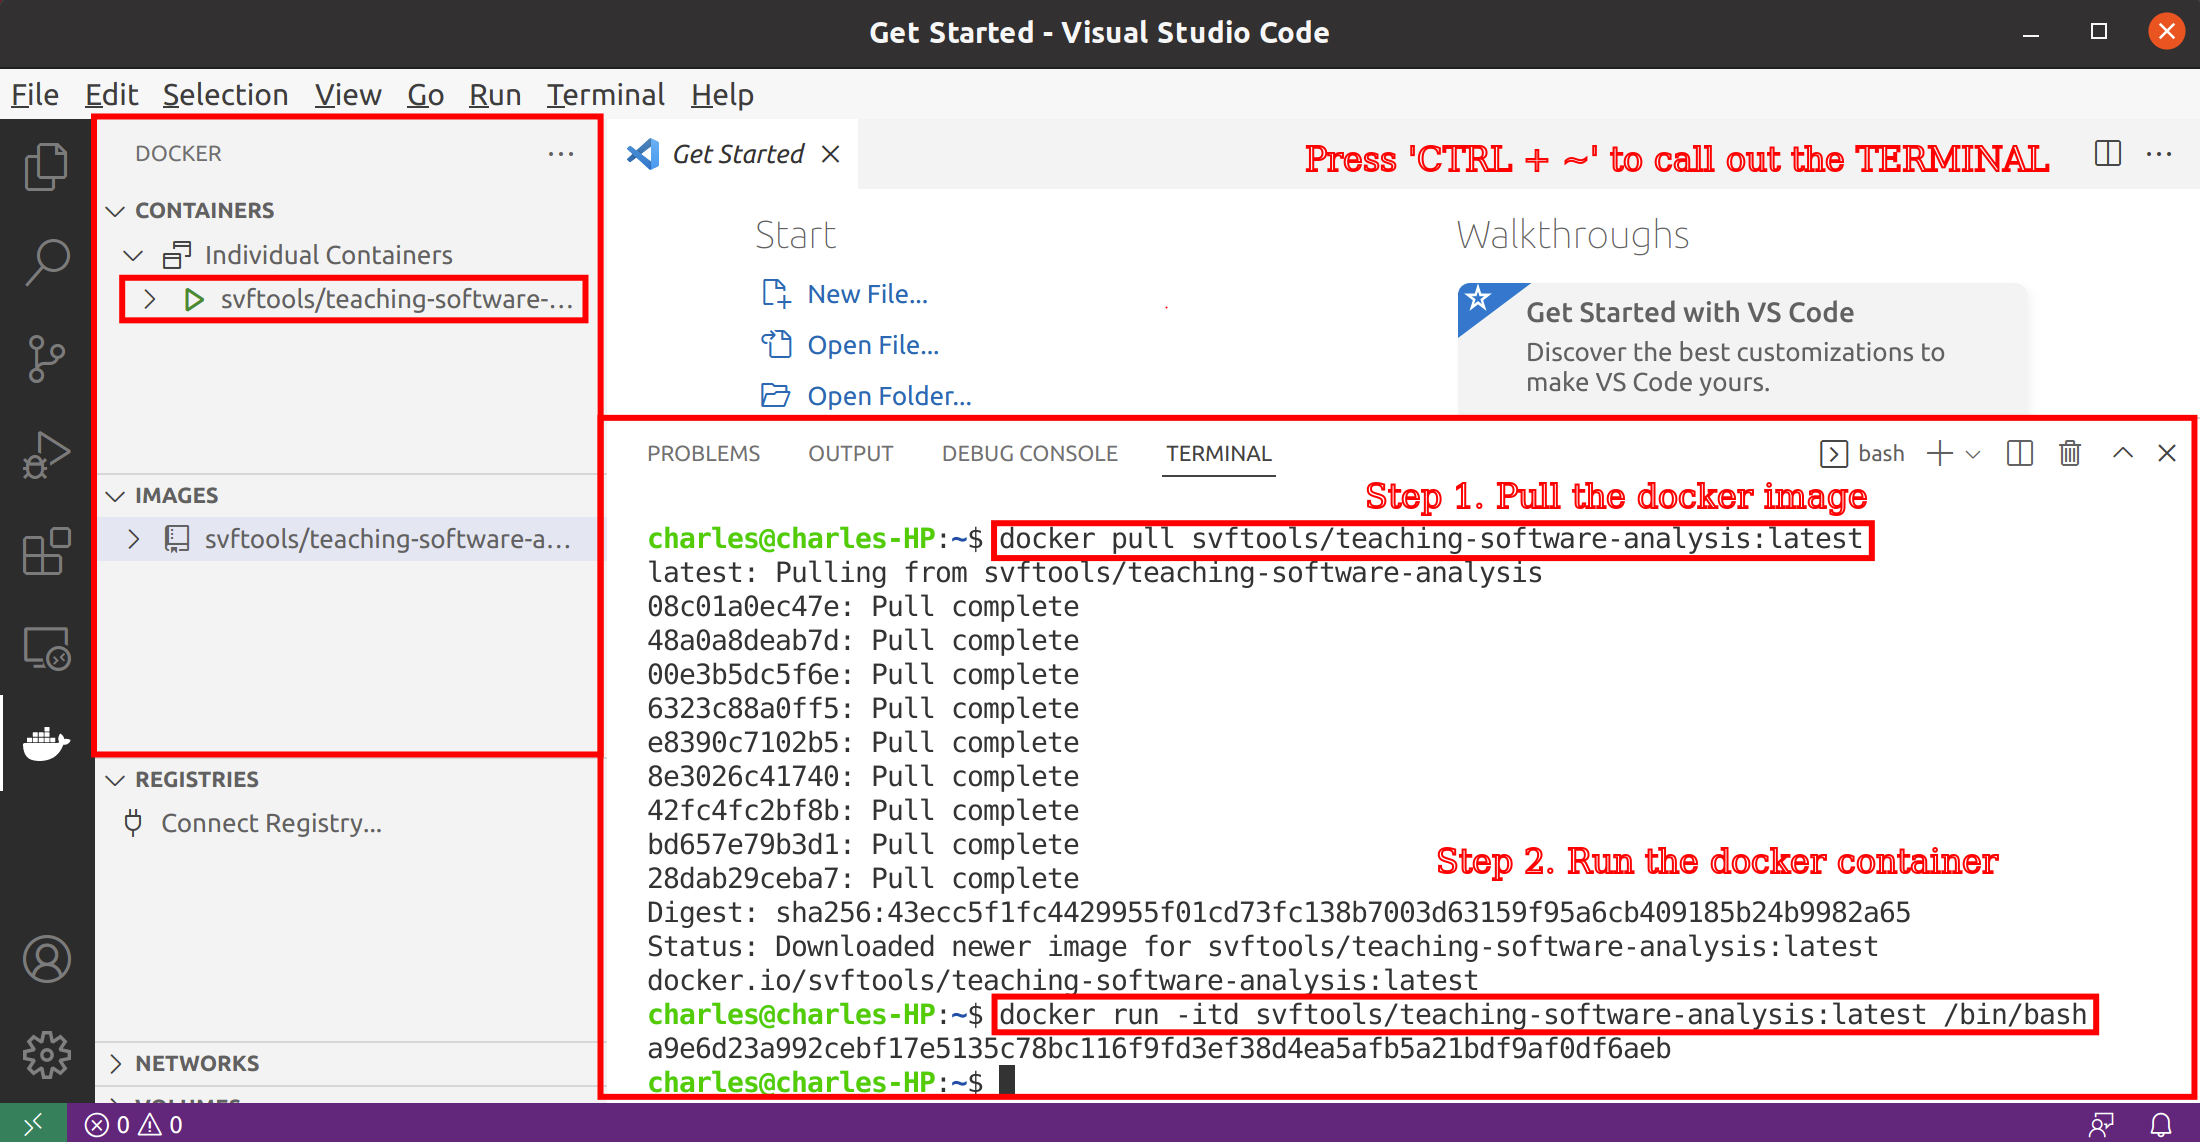 Get Started - Visual Studio Code
File Edit Selection View Go Run Terminal Help
DOCKER
CONTAINERS
Individual Containers
svftools/teaching-software-...
IMAGES
svftools/teaching-software-a...
REGISTRIES
Connect Registry...
NETWORKS
VOLUMES
Get Started
Press 'CTRL + ~' to call out the TERMINAL
Start
New File...
Open File...
Open Folder...
Walkthroughs
Get Started with VS Code
Discover the best customizations to
make VS Code yours.
PROBLEMS OUTPUT DEBUG CONSOLE TERMINAL bash
Step 1. Pull the docker image
charles@charles-HP:~$ docker pull svftools/teaching-software-analysis:latest
latest: Pulling from svftools/teaching-software-analysis
08c01a0ec47e: Pull complete
48a0a8deab7d: Pull complete
00e3b5dc5f6e: Pull complete
6323c88a0ff5: Pull complete
e8390c7102b5: Pull complete
8e3026c41740: Pull complete
42fc4fc2bf8b: Pull complete
bd657e79b3d1: Pull complete
28dab29ceba7: Pull complete
Step 2. Run the docker container
Digest: sha256:43ecc5f1fc4429955f01cd73fc138b7003d63159f95a6cb409185b24b9982a65
Status: Downloaded newer image for svftools/teaching-software-analysis:latest
docker.io/svftools/teaching-software-analysis:latest
charles@charles-HP:~$ docker run -itd svftools/teaching-software-analysis:latest /bin/bash
a9e6d23a992cebf17e5135c78bc116f9fd3ef38d4ea5afb5a21bdf9af0df6aeb
charles@charles-HP:~$
0 0